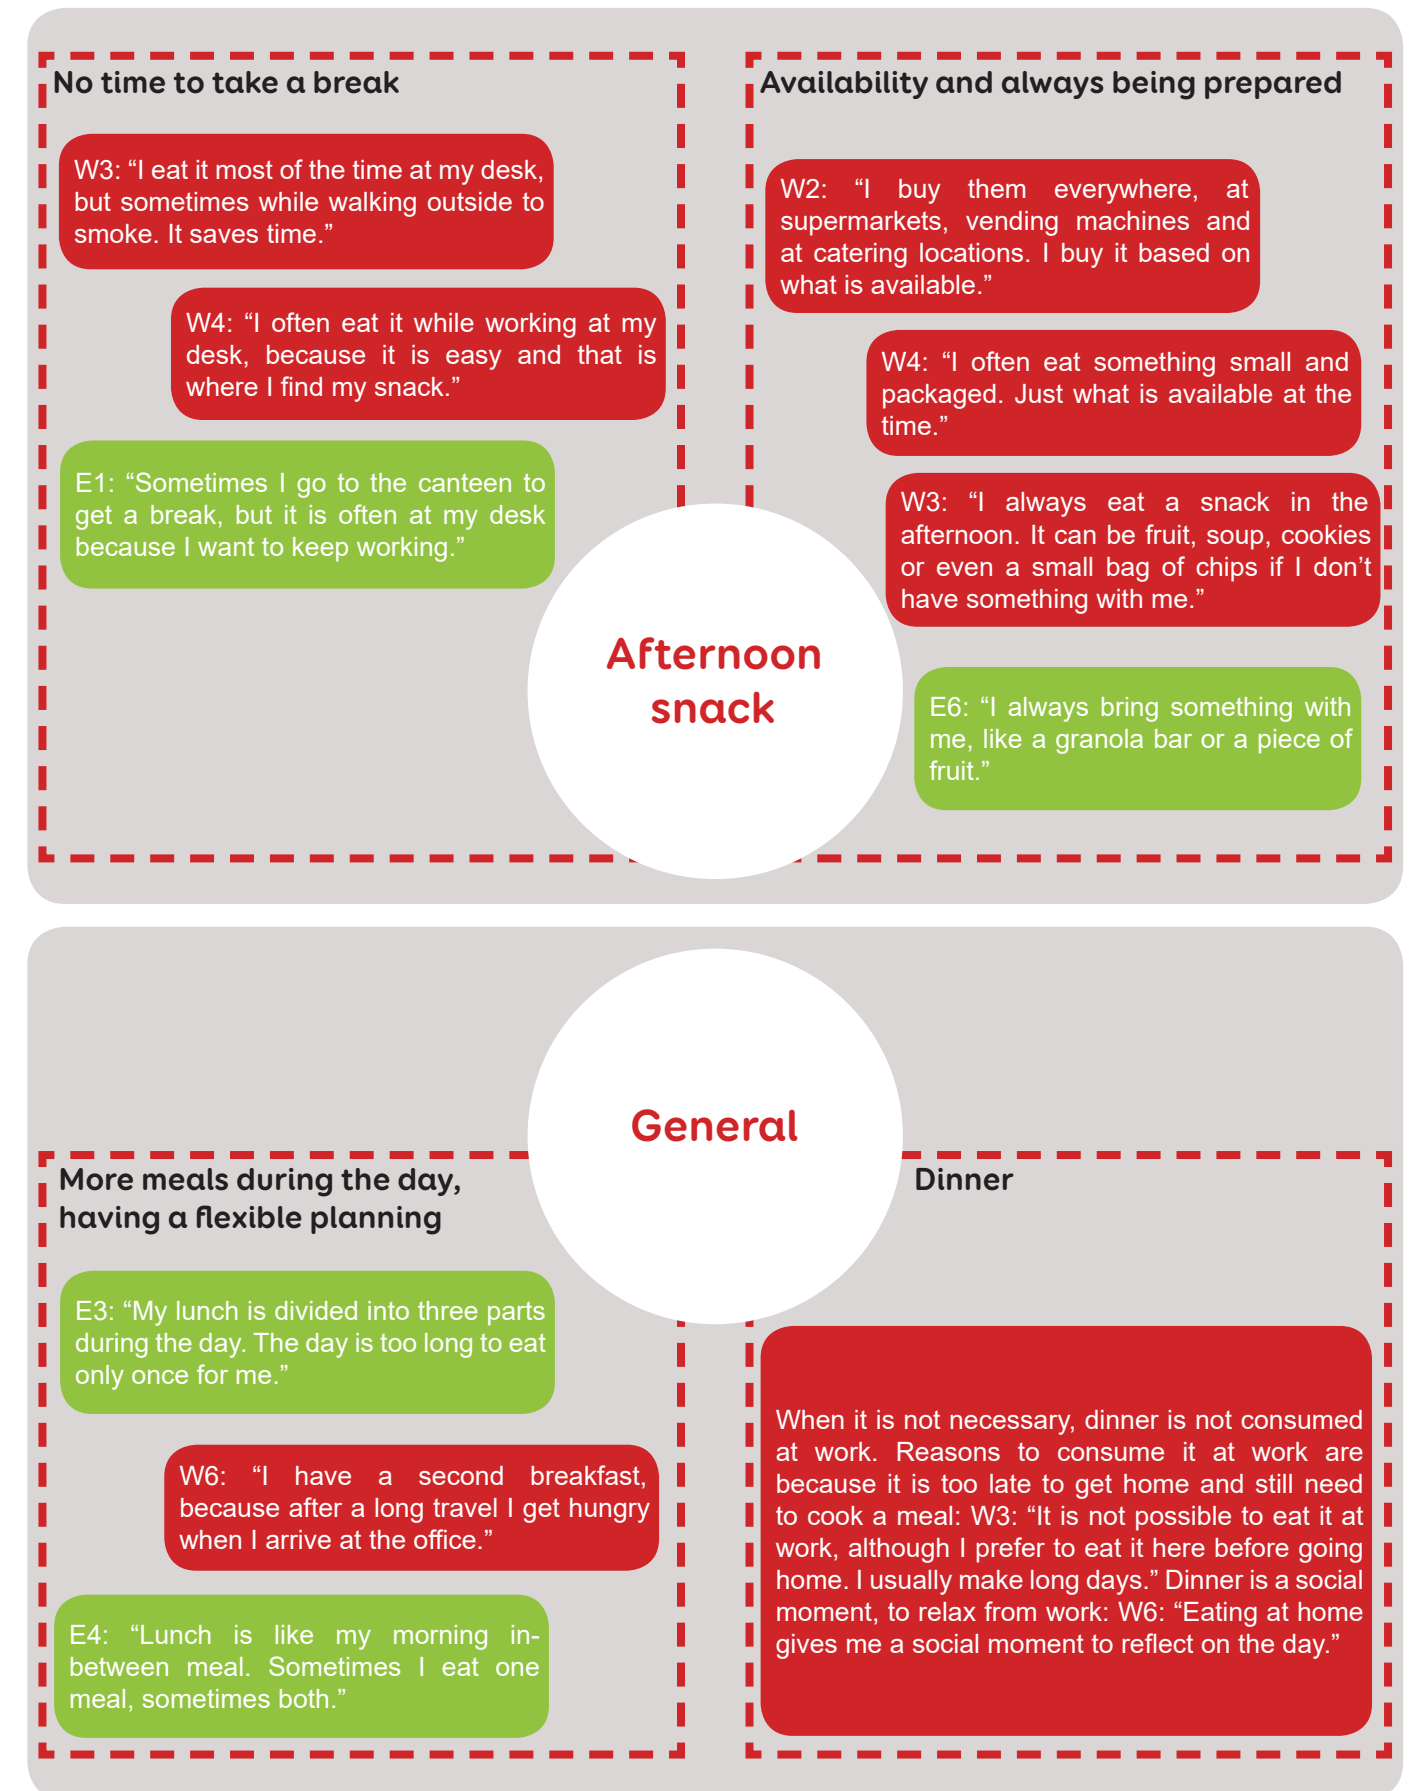 No time to take a break
W3: “I eat it most of the time at my desk,
but sometimes while walking outside to
smoke. It saves time.”
W4: “I often eat it while working at my
desk, because it is easy and that is
where I find my snack.”
E1: “Sometimes I go to the canteen to
get a break, but it is often at my desk
because I want to keep working.”
Availability and always being prepared
W2: “I buy them everywhere, at
supermarkets, vending machines and
at catering locations. I buy it based on
what is available.”
W4: “I often eat something small and
packaged. Just what is available at the
time.”
W3: “I always eat a snack in the
afternoon. It can be fruit, soup, cookies
or even a small bag of chips if I don’t
have something with me.”
E6: “I always bring something with
me, like a granola bar or a piece of
fruit.”
Afternoon
snack
General
More meals during the day,
having a flexible planning
E3: “My lunch is divided into three parts
during the day. The day is too long to eat
only once for me.”
W6: “I have a second breakfast,
because after a long travel I get hungry
when I arrive at the office.”
E4: “Lunch is like my morning in-
between meal. Sometimes I eat one
meal, sometimes both.”
Dinner
When it is not necessary, dinner is not consumed
at work. Reasons to consume it at work are
because it is too late to get home and still need
to cook a meal: W3: “It is not possible to eat it at
work, although I prefer to eat it here before going
home. I usually make long days.” Dinner is a social
moment, to relax from work: W6: “Eating at home
gives me a social moment to reflect on the day.”